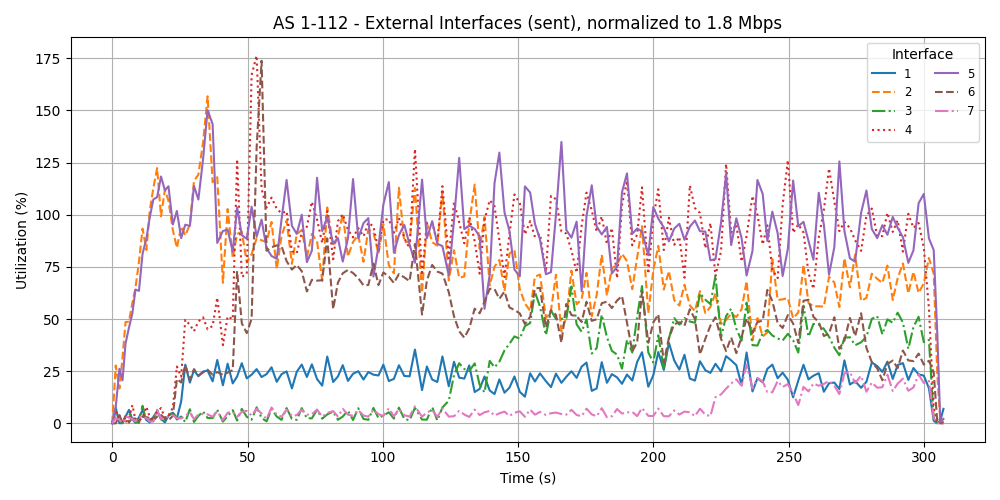 AS 1-112 - External Interfaces (sent), normalized to 1.8 Mbps
Utilization (%)
175
150
125
100
75
50
25
0
0 50 100 150 200 250 300
Time (s)
Interface
1 5
2 6
3 7
4